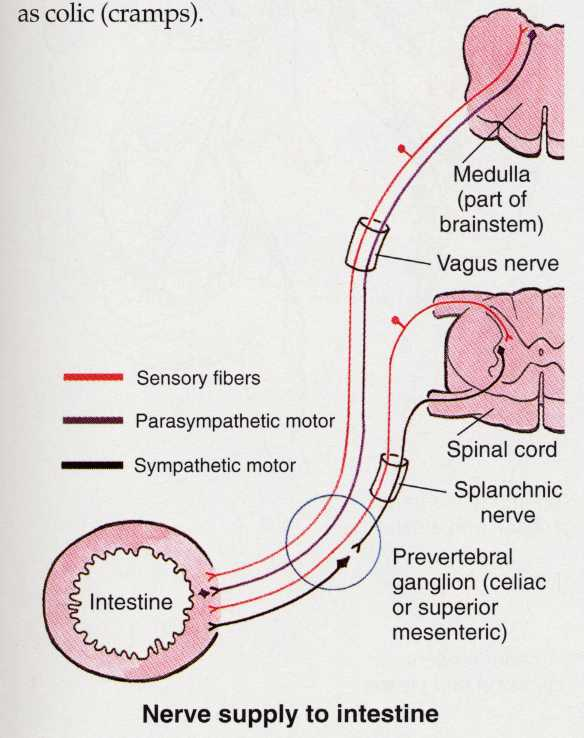 as colic (cramps).
Medulla
(part of
brainstem)
Vagus nerve
Sensory fibers
Parasympathetic motor
Sympathetic motor
Spinal cord
Splanchnic
nerve
Prevertebral
ganglion (celiac
or superior
mesenteric)
Intestine
Nerve supply to intestine